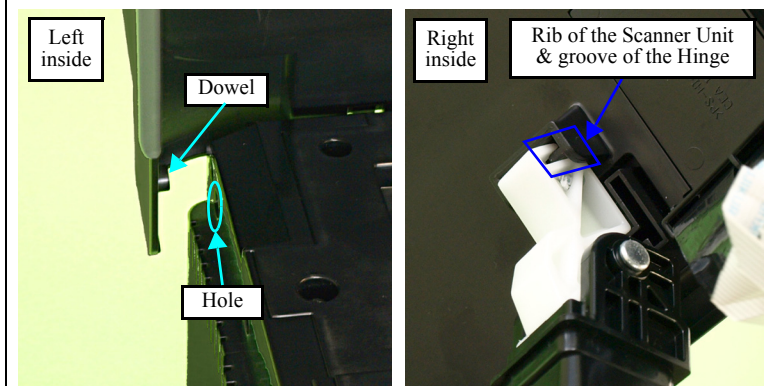 Left
inside
Dowel
Hole
Right
inside
Rib of the Scanner Unit
& groove of the Hinge